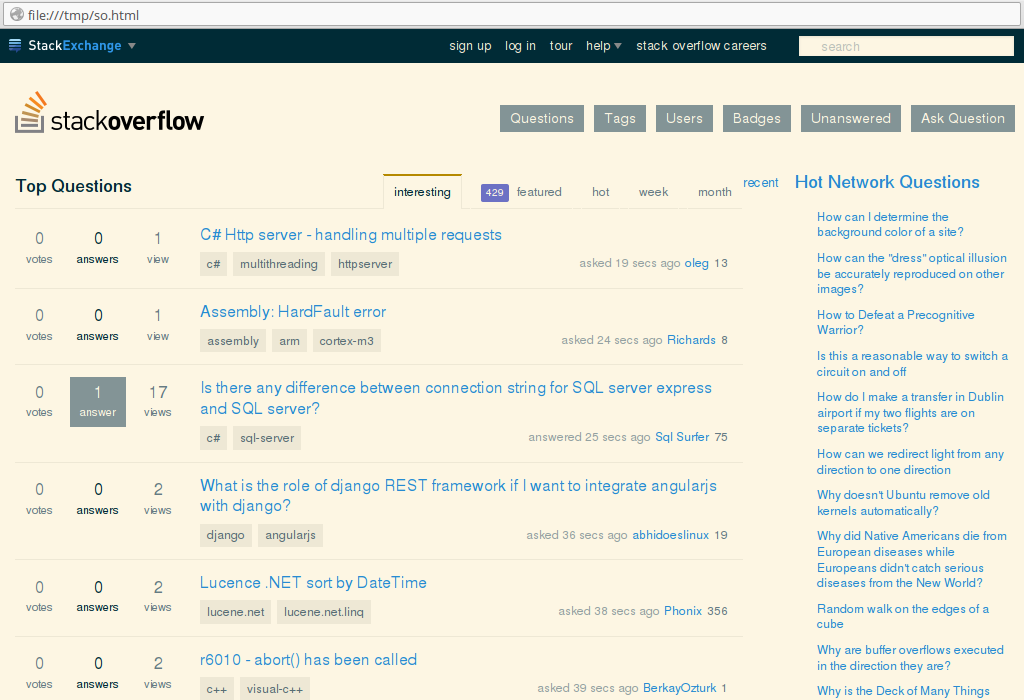 file:///tmp/so.html
StackExchange sign up log in tour help stack overflow careers search
stackoverflow
Questions Tags Users Badges Unanswered Ask Question
Top Questions
interesting 429 featured hot week month recent
0 votes 0 answers 1 view
C# Http server - handling multiple requests
c# multithreading httpserver
asked 19 secs ago oleg 13
0 votes 0 answers 1 view
Assembly: HardFault error
assembly arm cortex-m3
asked 24 secs ago Richards 8
0 votes 1 answer 17 views
Is there any difference between connection string for SQL server express
and SQL server?
c# sql-server
answered 25 secs ago Sql Surfer 75
0 votes 0 answers 2 views
What is the role of django REST framework if I want to integrate angularjs
with django?
django angularjs
asked 36 secs ago abhidoeslinux 19
0 votes 0 answers 2 views
Lucence .NET sort by DateTime
lucene.net lucene.net.linq
asked 38 secs ago Phonix 356
0 votes 0 answers 2 views
r6010 - abort() has been called
c++ visual-c++
asked 39 secs ago BerkayOzturk 1
Hot Network Questions
How can I determine the
background color of a site?
How can the "dress" optical illusion
be accurately reproduced on other
images?
How to Defeat a Precognitive
Warrior?
Is this a reasonable way to switch a
circuit on and off
How do I make a transfer in Dublin
airport if my two flights are on
separate tickets?
How can we redirect light from any
direction to one direction
Why doesn't Ubuntu remove old
kernels automatically?
Why did Native Americans die from
European diseases while
Europeans didn't catch serious
diseases from the New World?
Random walk on the edges of a
cube
Why are buffer overflows executed
in the direction they are?
Why is the Deck of Many Things